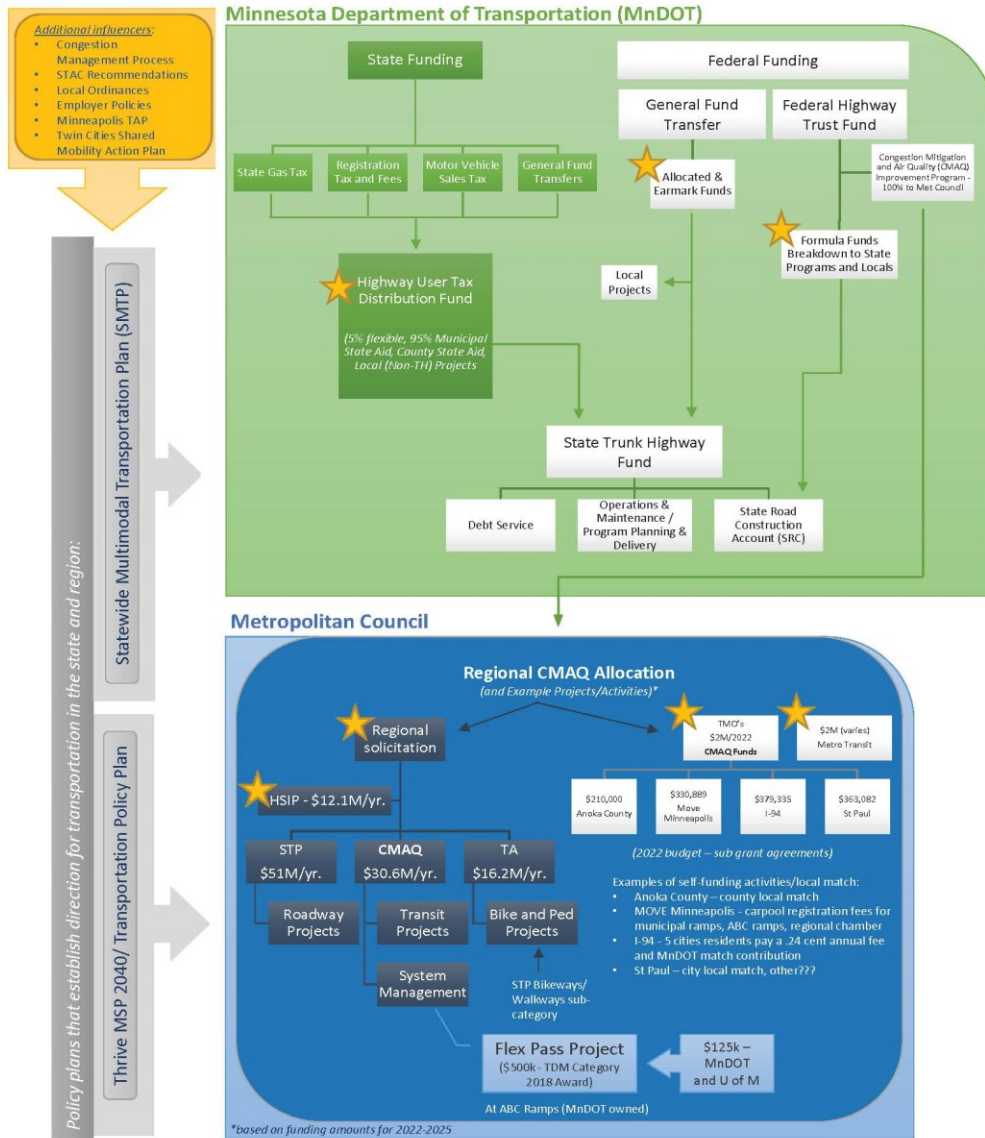 Minnesota Department of Transportation (MnDOT)
Additional influencers:
• Congestion
Management Process
• STAC Recommendations
• Local Ordinances
• Employer Policies
• Minneapolis TAP
• Twin Cities Shared
Mobility Action Plan
Policy plans that establish direction for transportation in the state and region:
Statewide Multimodal Transportation Plan (SMTP)
Thrive MSP 2040/ Transportation Policy Plan
State Funding
State Gas Tax
Registration
Tax and Fees
Motor Vehicle
Sales Tax
General Fund
Transfers
Highway User Tax
Distribution Fund
(5% flexible, 95% Municipal
State Aid, County State Aid,
Local (Non-TH) Projects
Federal Funding
General Fund
Transfer
Federal Highway
Trust Fund
Allocated &
Earmark Funds
Congestion Mitigation
and Air Quality (CMAQ)
Improvement Program -
100% to Met Council
Formula Funds
Breakdown to State
Programs and Locals
Local
Projects
State Trunk Highway
Fund
Debt Service
Operations &
Maintenance /
Program Planning &
Delivery
State Road
Construction
Account (SRC)
Metropolitan Council
Regional CMAQ Allocation
(and Example Projects/Activities)*
Regional
solicitation
HSIP - $12.1M/yr.
STP
$51M/yr.
CMAQ
$30.6M/yr.
TA
$16.2M/yr.
Roadway
Projects
Transit
Projects
Bike and Ped
Projects
System
Management
STP Bikeways/
Walkways sub-
category
TMO's
$2M/2022
CMAQ Funds
$2M (varies)
Metro Transit
$210,000
Anoka County
$330,889
Move
Minneapolis
$379,335
I-94
$363,082
St Paul
(2022 budget – sub grant agreements)
Examples of self-funding activities/local match:
• Anoka County – county local match
• MOVE Minneapolis - carpool registration fees for
municipal ramps, ABC ramps, regional chamber
• I-94 - 5 cities residents pay a .24 cent annual fee
and MnDOT match contribution
• St Paul – city local match, other???
Flex Pass Project
($500k - TDM Category
2018 Award)
$125k –
MnDOT
and U of M
At ABC Ramps (MnDOT owned)
*based on funding amounts for 2022-2025